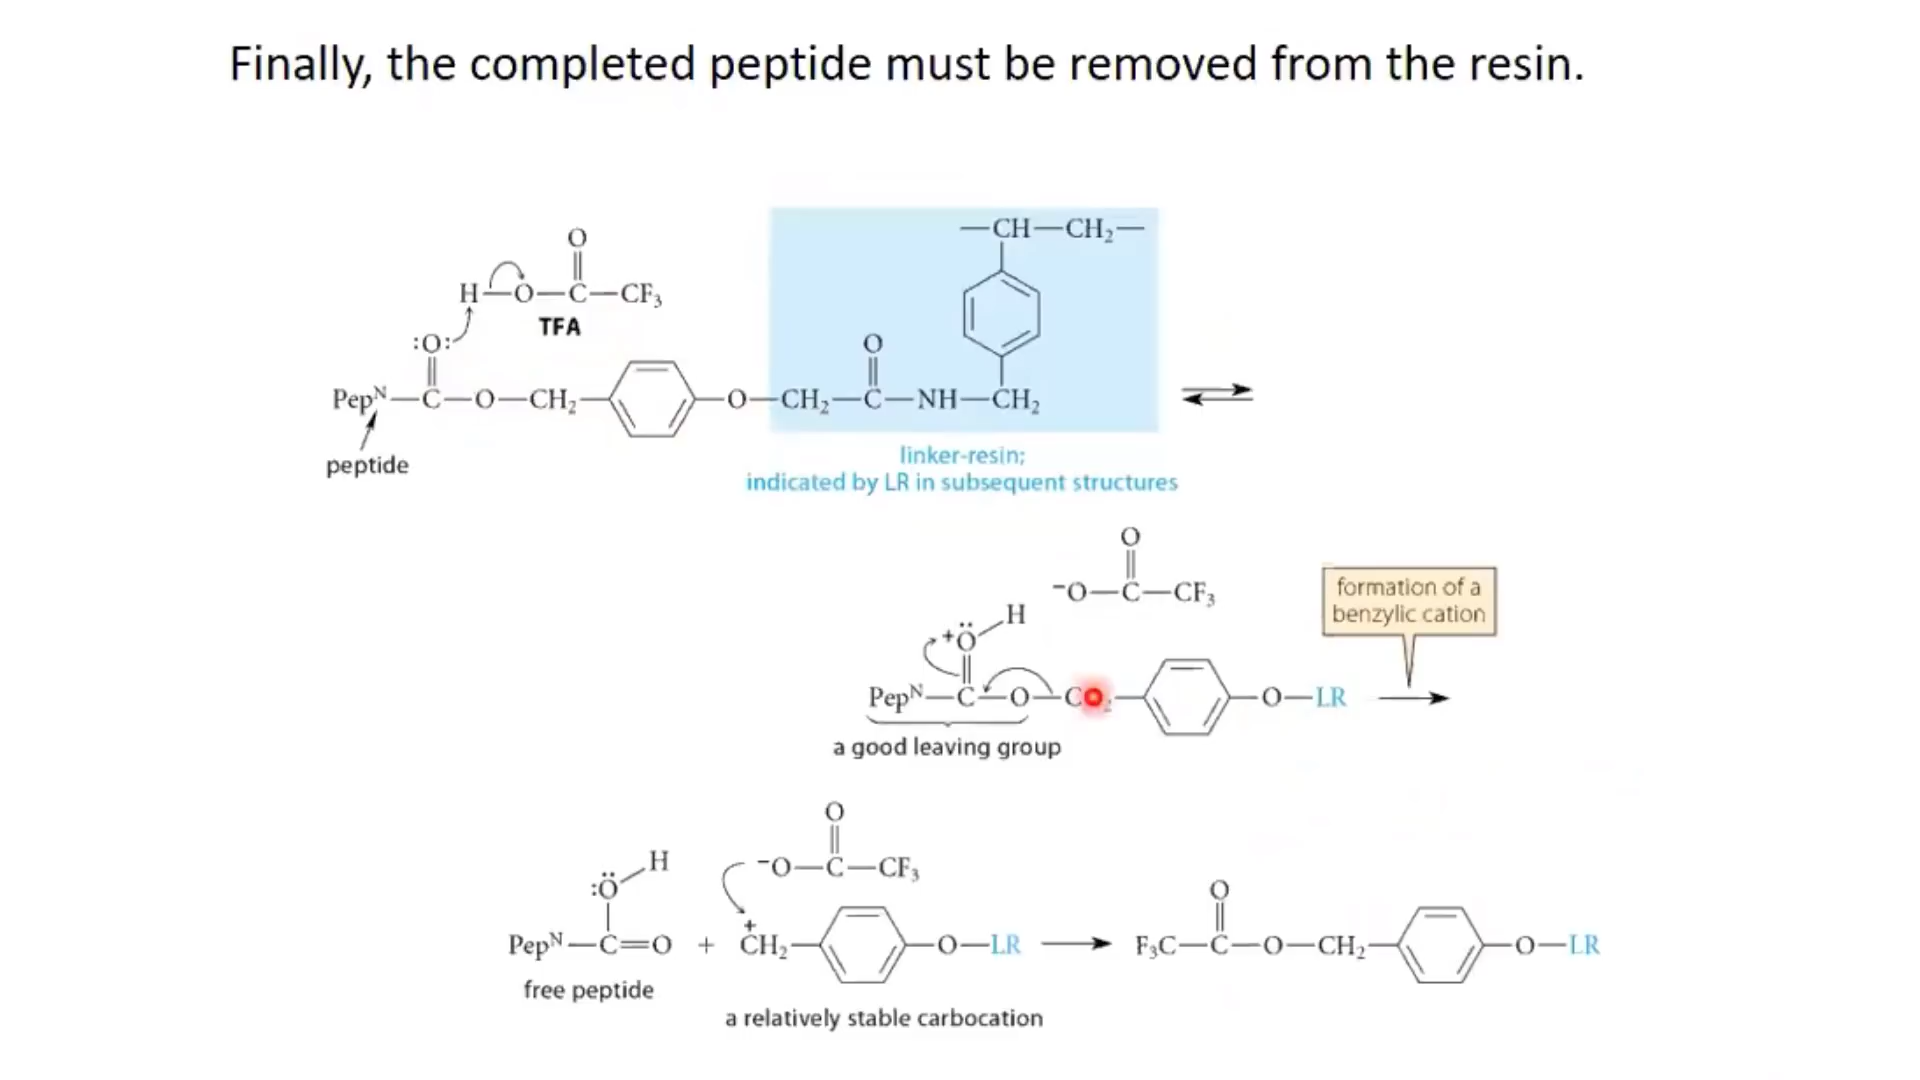 Finally, the completed peptide must be removed from the resin.
—CH—CH₂—
O
H—O—C—CF₃
TFA
:O:
O
Pepᴺ—C—O—CH₂ —O—CH₂—C—NH—CH₂
peptide
linker-resin;
indicated by LR in subsequent structures
O
⁻O—C—CF₃
formation of a
benzylic cation
H
+Ö
Pepᴺ—C—O—C —O—LR
a good leaving group
O
H
⁻O—C—CF₃
:Ö
O
+
Pepᴺ—C=O + CH₂ —O—LR
F₃C—C—O—CH₂ —O—LR
free peptide
a relatively stable carbocation